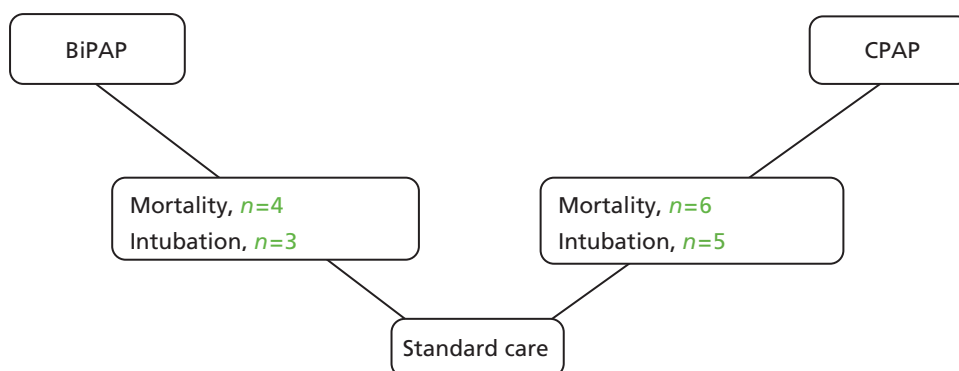 BiPAP
CPAP
Mortality, n=4
Intubation, n=3
Mortality, n=6
Intubation, n=5
Standard care